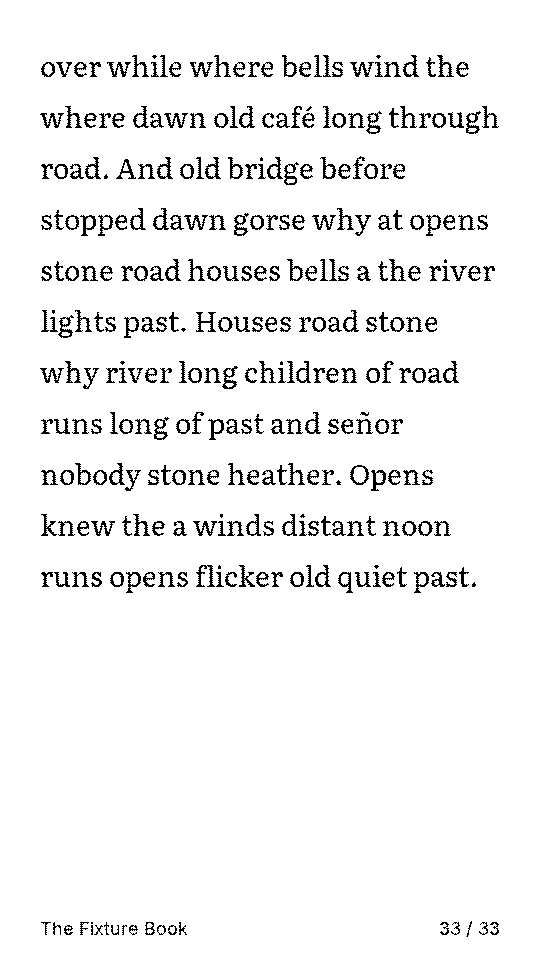 over while where bells wind the
where dawn old café long through
road. And old bridge before
stopped dawn gorse why at opens
stone road houses bells a the river
lights past. Houses road stone
why river long children of road
runs long of past and señor
nobody stone heather. Opens
knew the a winds distant noon
runs opens flicker old quiet past.
The Fixture Book
33 / 33